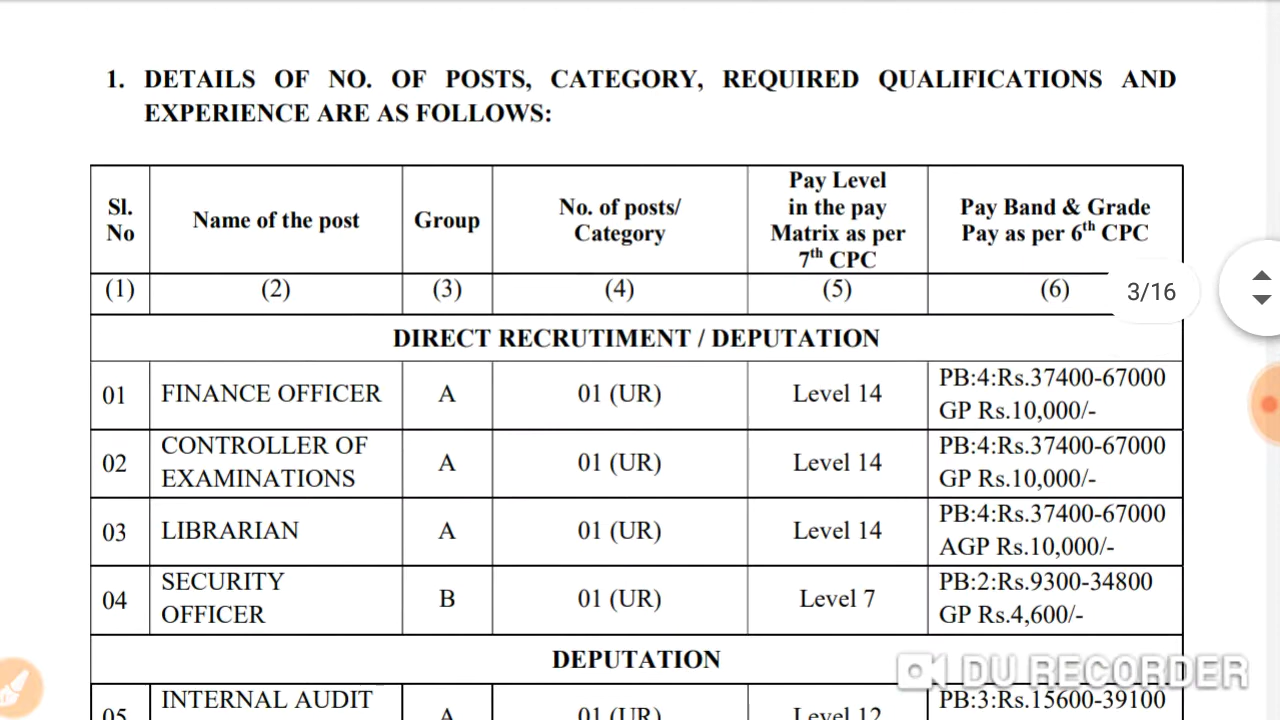 1. DETAILS OF NO. OF POSTS, CATEGORY, REQUIRED QUALIFICATIONS AND
EXPERIENCE ARE AS FOLLOWS:
Sl. No Name of the post Group No. of posts/ Category Pay Level in the pay Matrix as per 7th CPC Pay Band & Grade Pay as per 6th CPC
(1) (2) (3) (4) (5) (6)
3/16
DIRECT RECRUTIMENT / DEPUTATION
01 FINANCE OFFICER A 01 (UR) Level 14 PB:4:Rs.37400-67000
GP Rs.10,000/-
02 CONTROLLER OF EXAMINATIONS A 01 (UR) Level 14 PB:4:Rs.37400-67000
GP Rs.10,000/-
03 LIBRARIAN A 01 (UR) Level 14 PB:4:Rs.37400-67000
AGP Rs.10,000/-
04 SECURITY OFFICER B 01 (UR) Level 7 PB:2:Rs.9300-34800
GP Rs.4,600/-
DEPUTATION
05 INTERNAL AUDIT A 01 (UR) Level 12 PB:3:Rs.15600-39100
DU RECORDER